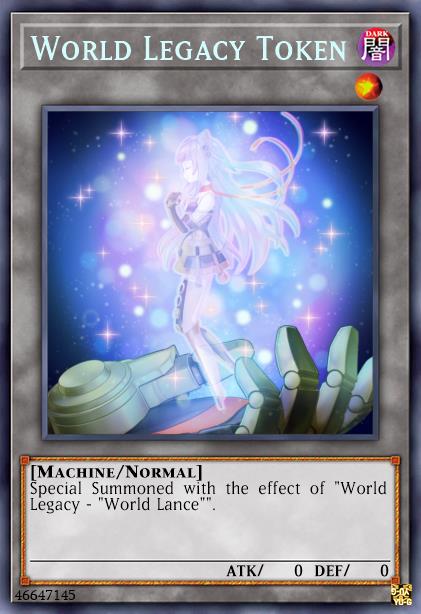 WORLD LEGACY TOKEN
DARK
闇
[MACHINE/NORMAL]
Special Summoned with the effect of "World
Legacy - "World Lance"".
ATK/ 0 DEF/ 0
46647145